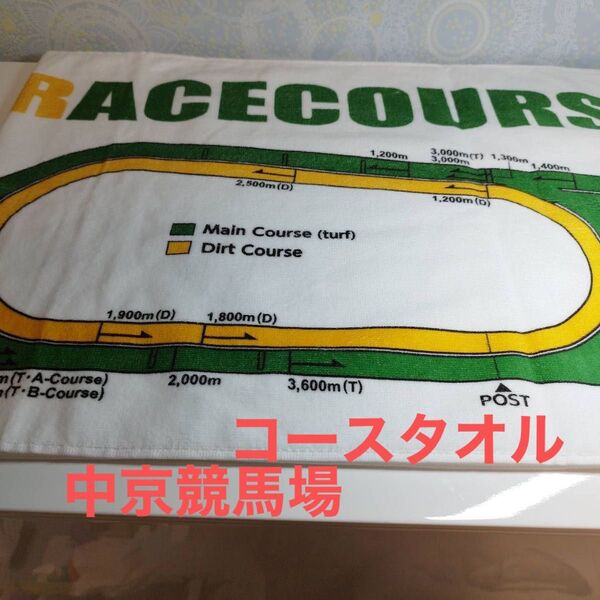 RACECOURS
1,200m
3,000m(T)
3,000m
1,300m
1,400m
2,500m(D)
1,200m(D)
Main Course (turf)
Dirt Course
1,900m(D)
1,800m(D)
m(T・A-Course)
m(T・B-Course)
2,000m
3,600m(T)
POST
コースタオル
中京競馬場